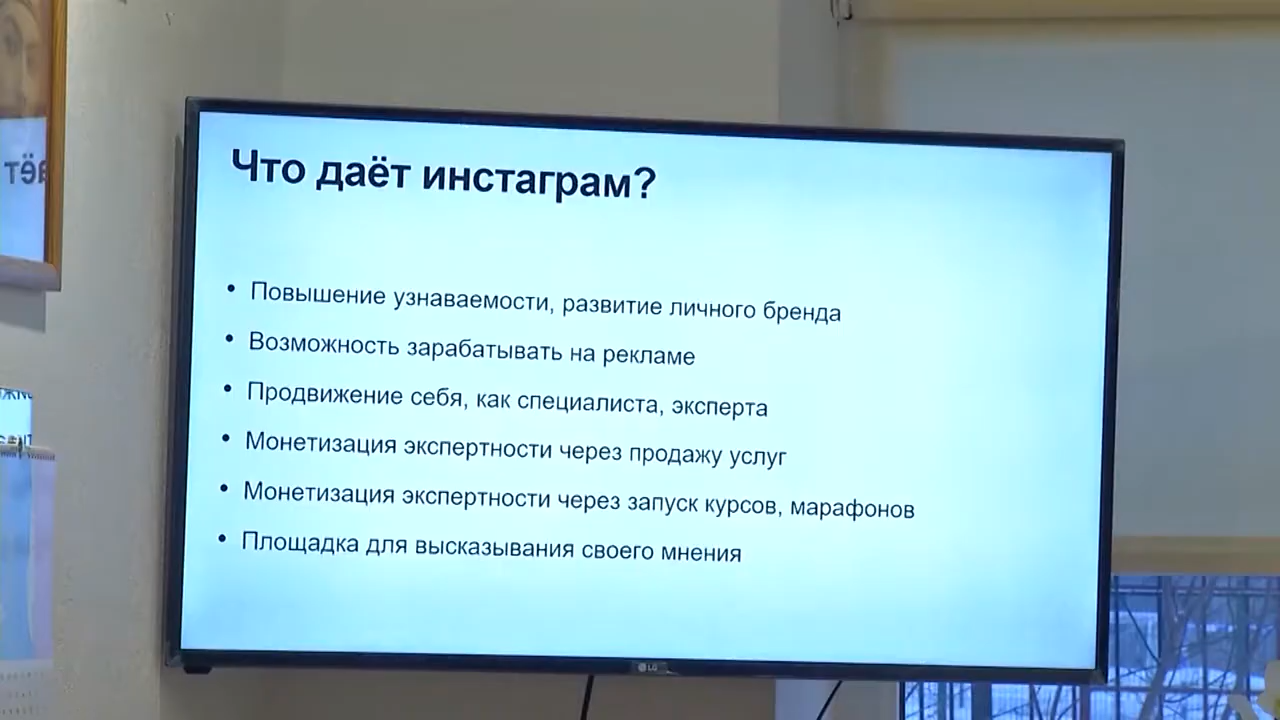 Что даёт инстаграм?
• Повышение узнаваемости, развитие личного бренда
• Возможность зарабатывать на рекламе
• Продвижение себя, как специалиста, эксперта
• Монетизация экспертности через продажу услуг
• Монетизация экспертности через запуск курсов, марафонов
• Площадка для высказывания своего мнения
LG